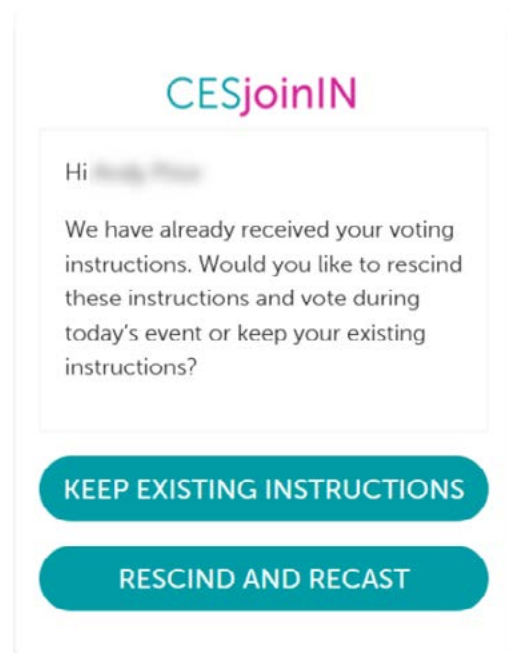 CESjoinIN
Hi
We have already received your voting
instructions. Would you like to rescind
these instructions and vote during
today's event or keep your existing
instructions?
KEEP EXISTING INSTRUCTIONS
RESCIND AND RECAST